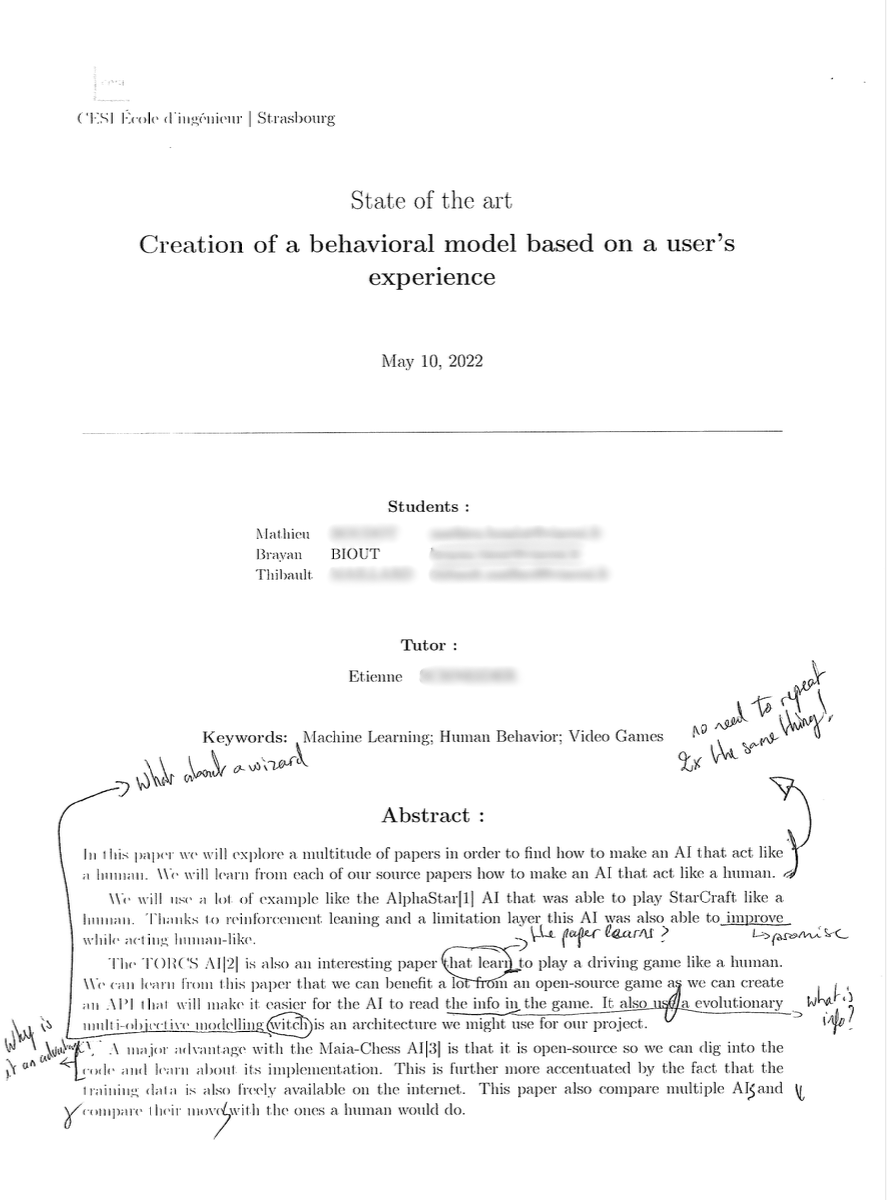 cesi
CESI École d'ingénieur | Strasbourg
State of the art
Creation of a behavioral model based on a user's
experience
May 10, 2022
Students :
Mathieu
Brayan BIOUT
Thibault
Tutor :
Etienne
Keywords: Machine Learning; Human Behavior; Video Games
no need to repeat
2x the same thing!
What about a wizard
Abstract :
In this paper we will explore a multitude of papers in order to find how to make an AI that act like
a human. We will learn from each of our source papers how to make an AI that act like a human.
We will use a lot of example like the AlphaStar[1] AI that was able to play StarCraft like a
human. Thanks to reinforcement leaning and a limitation layer this AI was also able to improve
while acting human-like.
the paper learns?
promise
The TORCS AI[2] is also an interesting paper that learn to play a driving game like a human.
We can learn from this paper that we can benefit a lot from an open-source game as we can create
an API that will make it easier for the AI to read the info in the game. It also use a evolutionary
multi-objective modelling witch is an architecture we might use for our project.
what is
info?
Why is
it an advantage?
A major advantage with the Maia-Chess AI[3] is that it is open-source so we can dig into the
code and learn about its implementation. This is further more accentuated by the fact that the
training data is also freely available on the internet. This paper also compare multiple AIs and
compare their move with the ones a human would do.